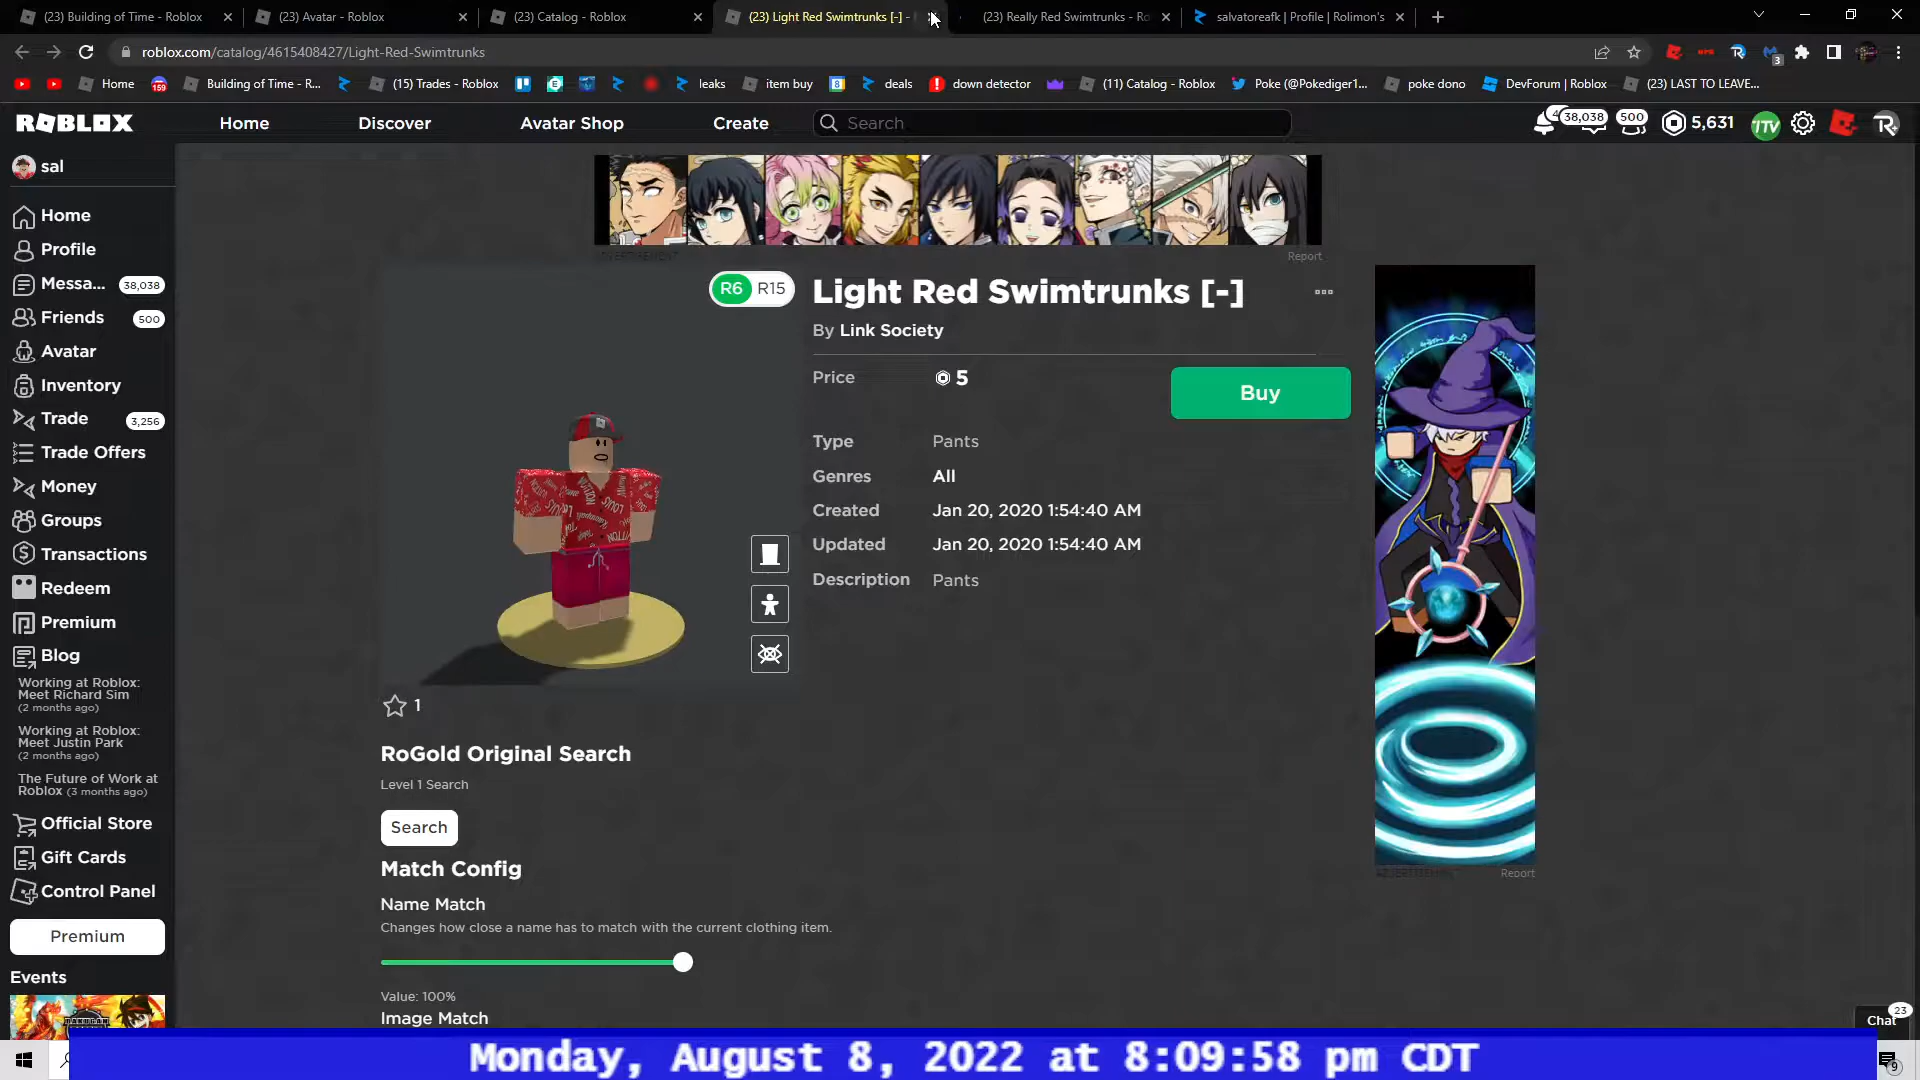 (23) Building of Time - Roblox
(23) Avatar - Roblox
(23) Catalog - Roblox
(23) Light Red Swimtrunks [-] -
(23) Really Red Swimtrunks - Ro
salvatoreafk | Profile | Rolimon's
roblox.com/catalog/4615408427/Light-Red-Swimtrunks
3
Home
159
Building of Time - R...
(15) Trades - Roblox
leaks
item buy
deals
down detector
(11) Catalog - Roblox
Poke (@Pokediger1...
poke dono
DevForum | Roblox
(23) LAST TO LEAVE...
ROBLOX
Home
Discover
Avatar Shop
Create
Search
38,038
500
5,631
sal
Home
Profile
Messa... 38,038
Friends 500
Avatar
Inventory
Trade 3,256
Trade Offers
Money
Groups
Transactions
Redeem
Premium
Blog
Working at Roblox:
Meet Richard Sim
(2 months ago)
Working at Roblox:
Meet Justin Park
(2 months ago)
The Future of Work at
Roblox (3 months ago)
Official Store
Gift Cards
Control Panel
Premium
Events
Report
R6 R15
Light Red Swimtrunks [-]
By Link Society
Price 5
Buy
Type Pants
Genres All
Created Jan 20, 2020 1:54:40 AM
Updated Jan 20, 2020 1:54:40 AM
Description Pants
1
RoGold Original Search
Level 1 Search
Search
Match Config
Name Match
Changes how close a name has to match with the current clothing item.
Value: 100%
Image Match
Report
Chat 23
Monday, August 8, 2022 at 8:09:58 pm CDT
9